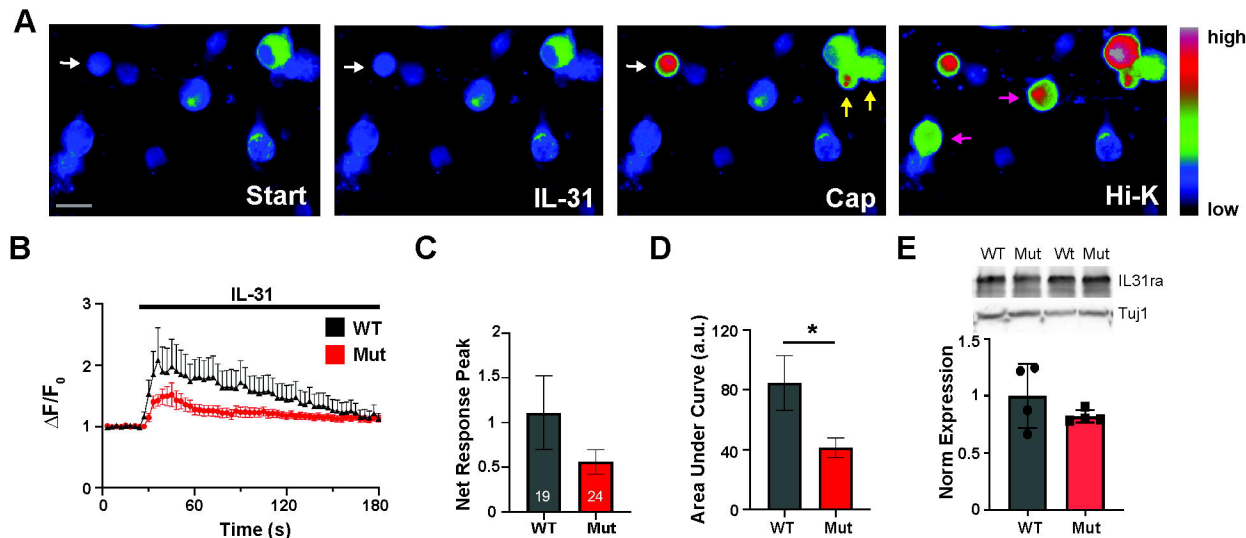 A
Start
IL-31
Cap
Hi-K
high
low
B
IL-31
WT
Mut
3
2
1
0
ΔF/F0
0
60
120
180
Time (s)
C
Net Response Peak
2
1.5
1
0.5
0
19
24
WT
Mut
D
Area Under Curve (a.u.)
120
80
40
0
*
WT
Mut
E
WT Mut Wt Mut
IL31ra
Tuj1
Norm Expression
1.5
1
0.5
0
WT
Mut